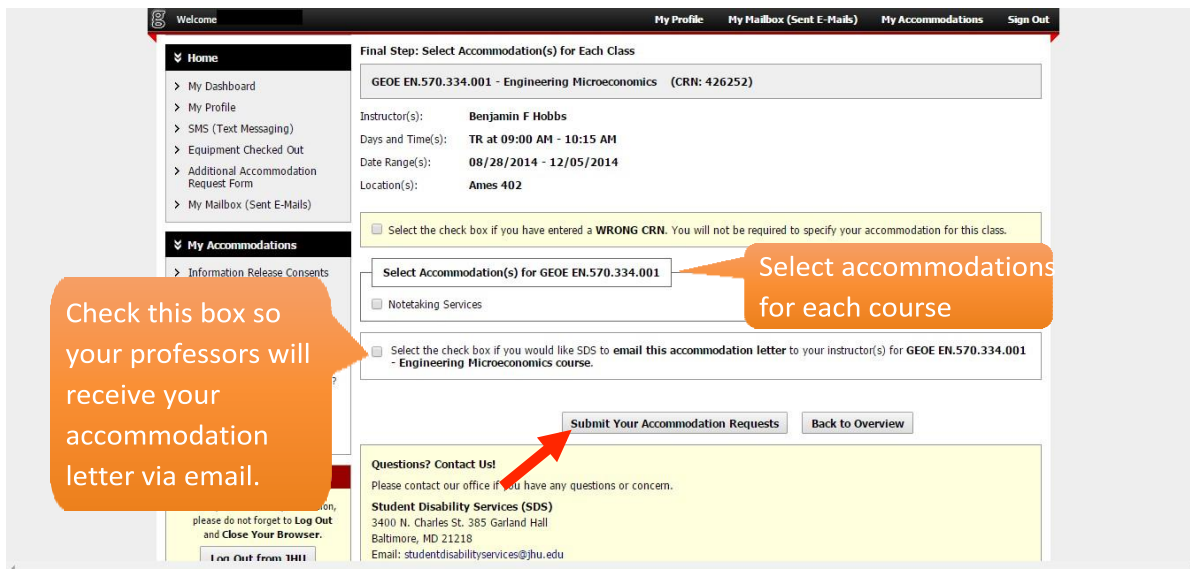 Welcome
My Profile My Mailbox (Sent E-Mails) My Accommodations Sign Out
Home
My Dashboard
My Profile
SMS (Text Messaging)
Equipment Checked Out
Additional Accommodation
Request Form
My Mailbox (Sent E-Mails)
My Accommodations
Information Release Consents
?
Check this box so
your professors will
receive your
accommodation
letter via email.
please do not forget to Log Out
and Close Your Browser.
Log Out from JHU
Final Step: Select Accommodation(s) for Each Class
GEOE EN.570.334.001 - Engineering Microeconomics (CRN: 426252)
Instructor(s): Benjamin F Hobbs
Days and Time(s): TR at 09:00 AM - 10:15 AM
Date Range(s): 08/28/2014 - 12/05/2014
Location(s): Ames 402
Select the check box if you have entered a WRONG CRN. You will not be required to specify your accommodation for this class.
Select Accommodation(s) for GEOE EN.570.334.001
Select accommodations
for each course
Notetaking Services
Select the check box if you would like SDS to email this accommodation letter to your instructor(s) for GEOE EN.570.334.001
- Engineering Microeconomics course.
Submit Your Accommodation Requests Back to Overview
Questions? Contact Us!
Please contact our office if you have any questions or concern.
Student Disability Services (SDS)
3400 N. Charles St. 385 Garland Hall
Baltimore, MD 21218
Email: studentdisabilityservices@jhu.edu